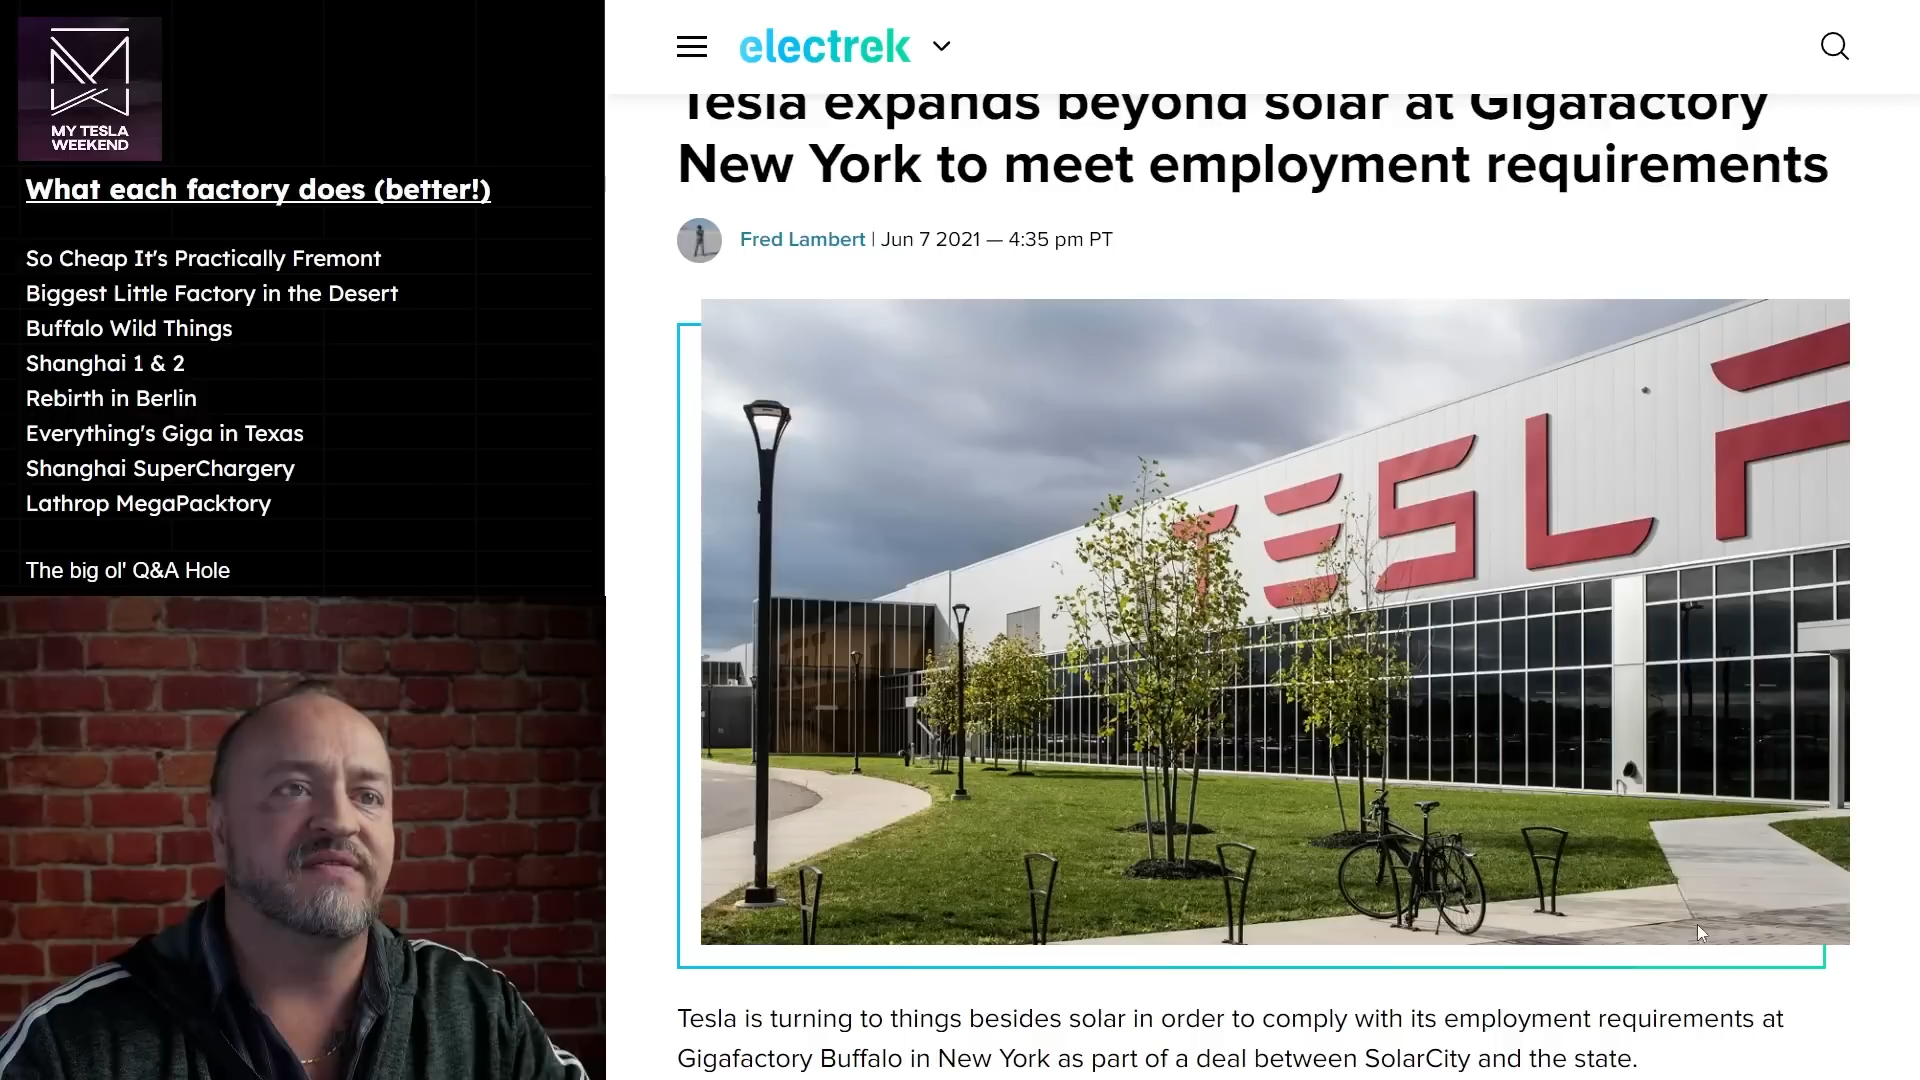 MY TESLA
WEEKEND
What each factory does (better!)
So Cheap It's Practically Fremont
Biggest Little Factory in the Desert
Buffalo Wild Things
Shanghai 1 & 2
Rebirth in Berlin
Everything's Giga in Texas
Shanghai SuperChargery
Lathrop MegaPacktory
The big ol' Q&A Hole
electrek
Tesla expands beyond solar at Gigafactory
New York to meet employment requirements
Fred Lambert | Jun 7 2021 — 4:35 pm PT
TESLA
Tesla is turning to things besides solar in order to comply with its employment requirements at
Gigafactory Buffalo in New York as part of a deal between SolarCity and the state.